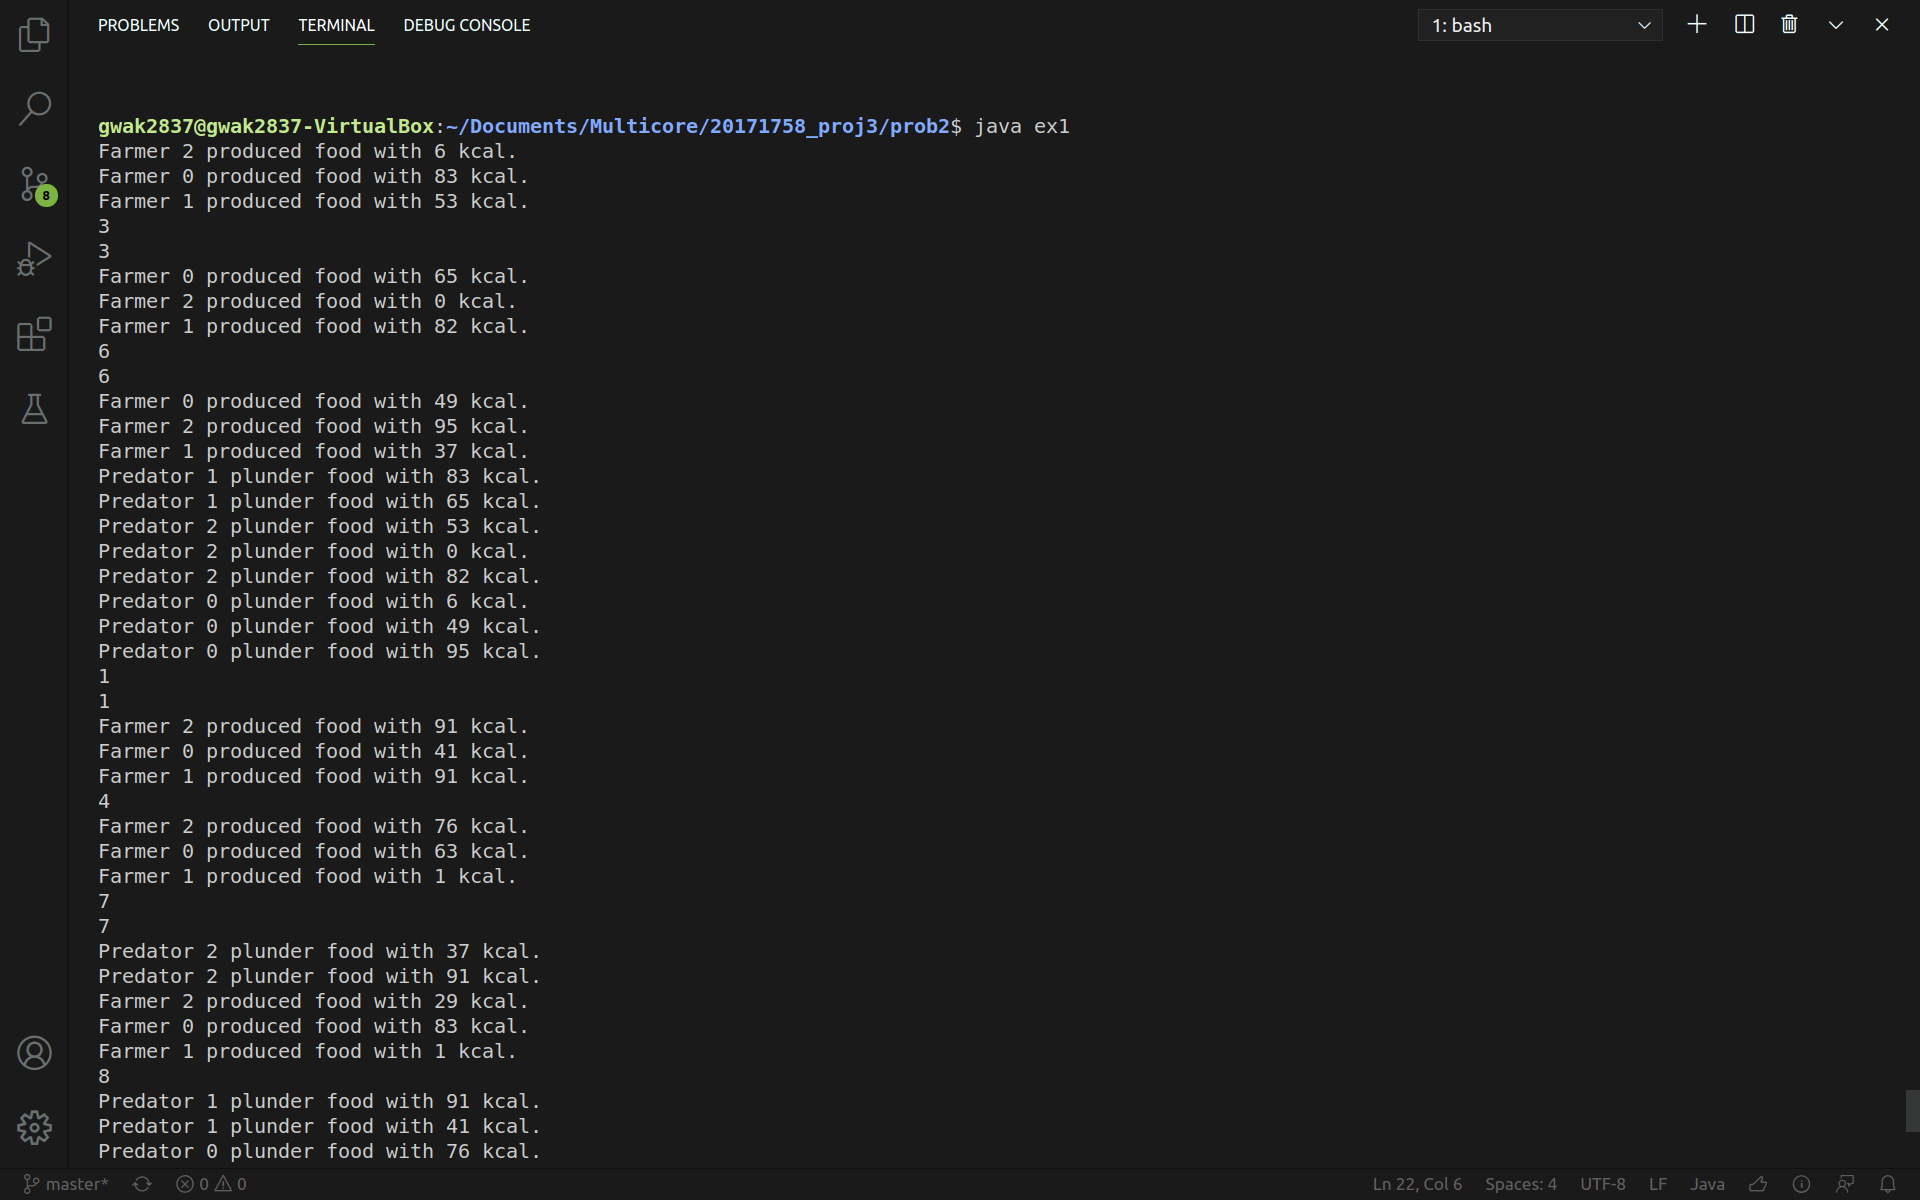 PROBLEMS OUTPUT TERMINAL DEBUG CONSOLE 1: bash
gwak2837@gwak2837-VirtualBox:~/Documents/Multicore/20171758_proj3/prob2$ java ex1
Farmer 2 produced food with 6 kcal.
Farmer 0 produced food with 83 kcal.
8
Farmer 1 produced food with 53 kcal.
3
3
Farmer 0 produced food with 65 kcal.
Farmer 2 produced food with 0 kcal.
Farmer 1 produced food with 82 kcal.
6
6
Farmer 0 produced food with 49 kcal.
Farmer 2 produced food with 95 kcal.
Farmer 1 produced food with 37 kcal.
Predator 1 plunder food with 83 kcal.
Predator 1 plunder food with 65 kcal.
Predator 2 plunder food with 53 kcal.
Predator 2 plunder food with 0 kcal.
Predator 2 plunder food with 82 kcal.
Predator 0 plunder food with 6 kcal.
Predator 0 plunder food with 49 kcal.
Predator 0 plunder food with 95 kcal.
1
1
Farmer 2 produced food with 91 kcal.
Farmer 0 produced food with 41 kcal.
Farmer 1 produced food with 91 kcal.
4
Farmer 2 produced food with 76 kcal.
Farmer 0 produced food with 63 kcal.
Farmer 1 produced food with 1 kcal.
7
7
Predator 2 plunder food with 37 kcal.
Predator 2 plunder food with 91 kcal.
Farmer 2 produced food with 29 kcal.
Farmer 0 produced food with 83 kcal.
Farmer 1 produced food with 1 kcal.
8
Predator 1 plunder food with 91 kcal.
Predator 1 plunder food with 41 kcal.
Predator 0 plunder food with 76 kcal.
master* 0 0 Ln 22, Col 6 Spaces: 4 UTF-8 LF Java